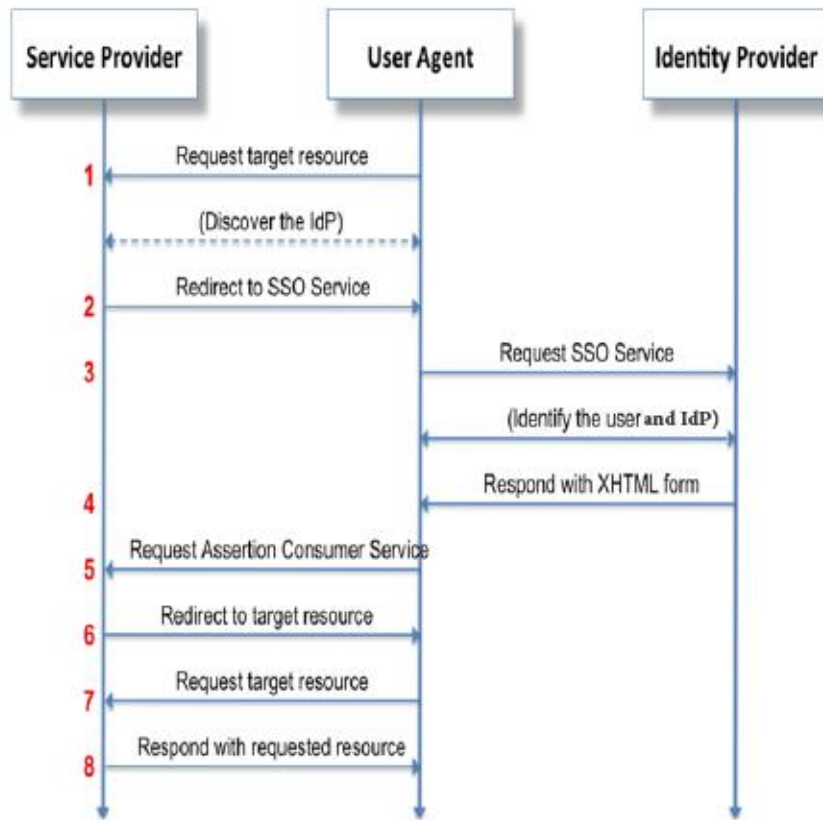 Service Provider
User Agent
Identity Provider
1
Request target resource
(Discover the IdP)
2
Redirect to SSO Service
3
Request SSO Service
(Identify the user and IdP)
4
Respond with XHTML form
5
Request Assertion Consumer Service
6
Redirect to target resource
7
Request target resource
8
Respond with requested resource